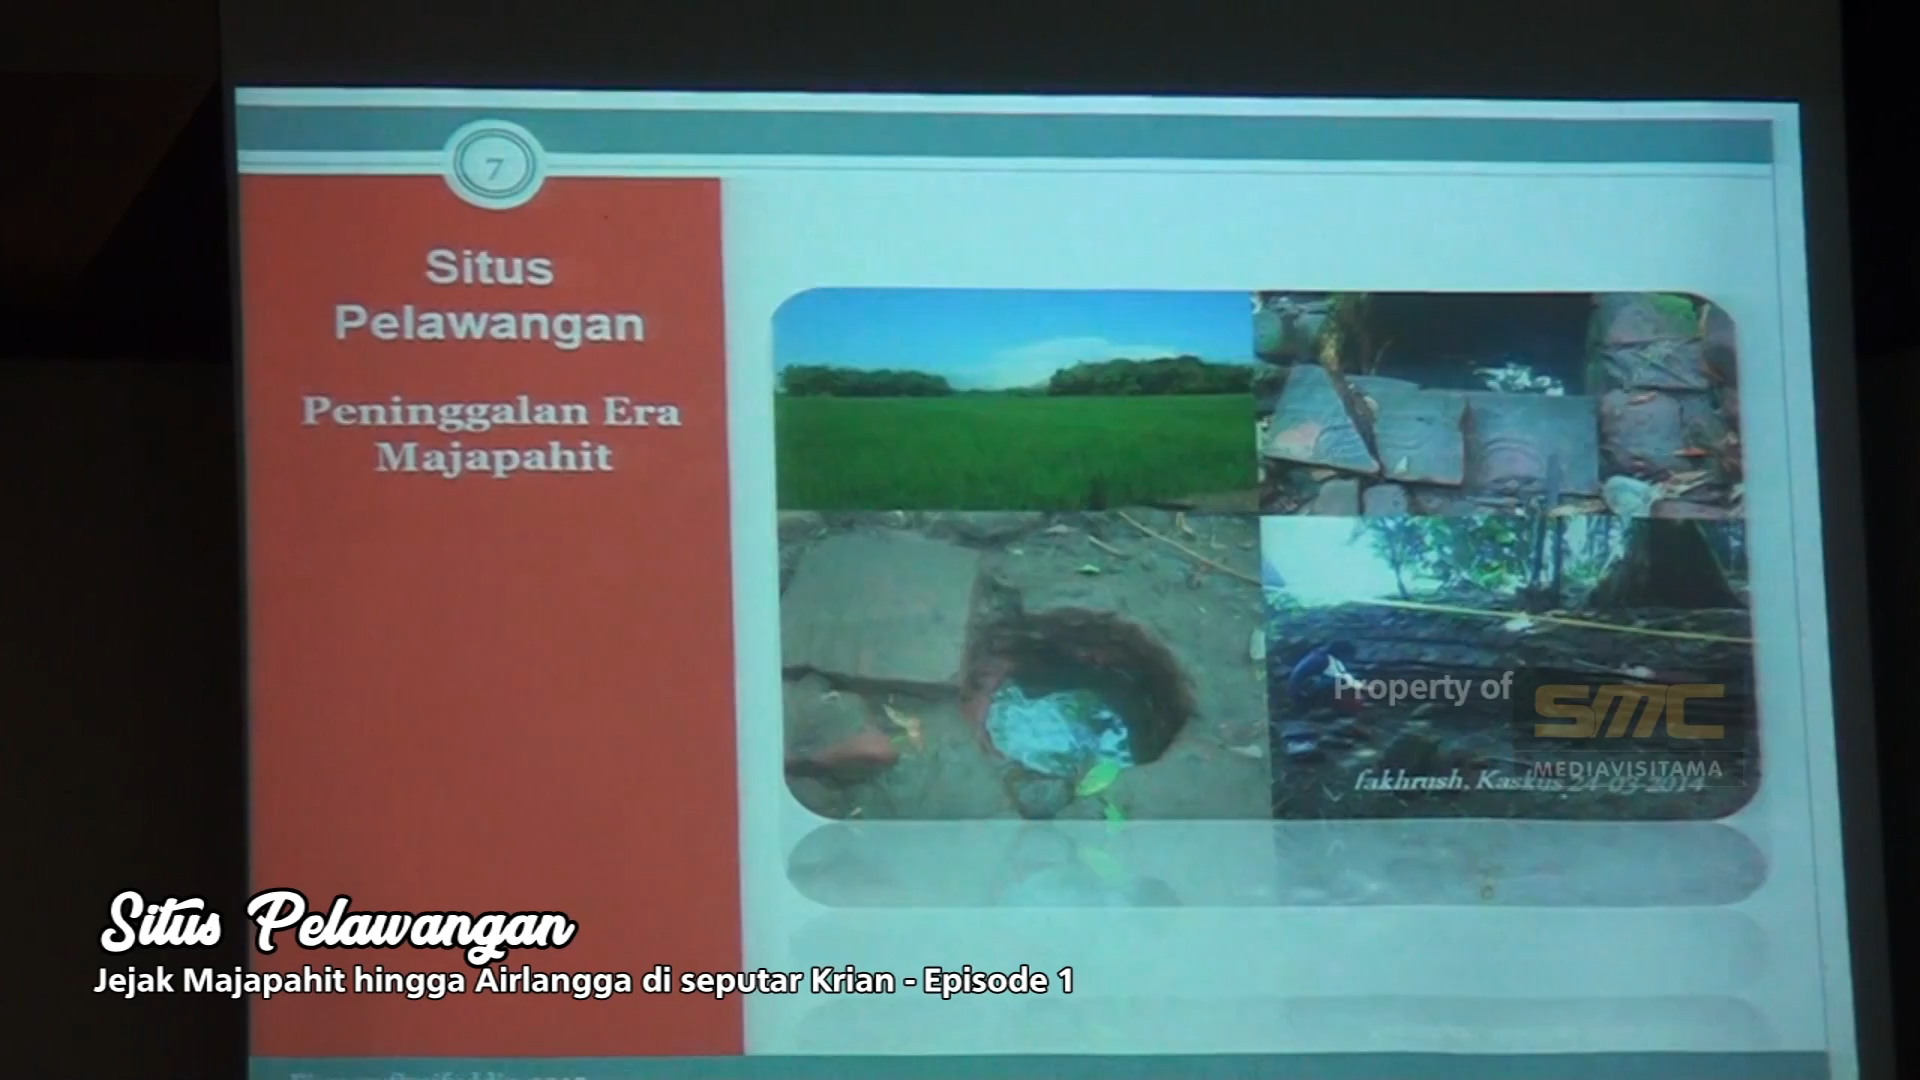 7
Situs
Pelawangan
Peninggalan Era
Majapahit
Property of SMC
MEDIAVISITAMA
fakhrush, Kaskus 24-03-2014
Situs Pelawangan
Jejak Majapahit hingga Airlangga di seputar Krian - Episode 1